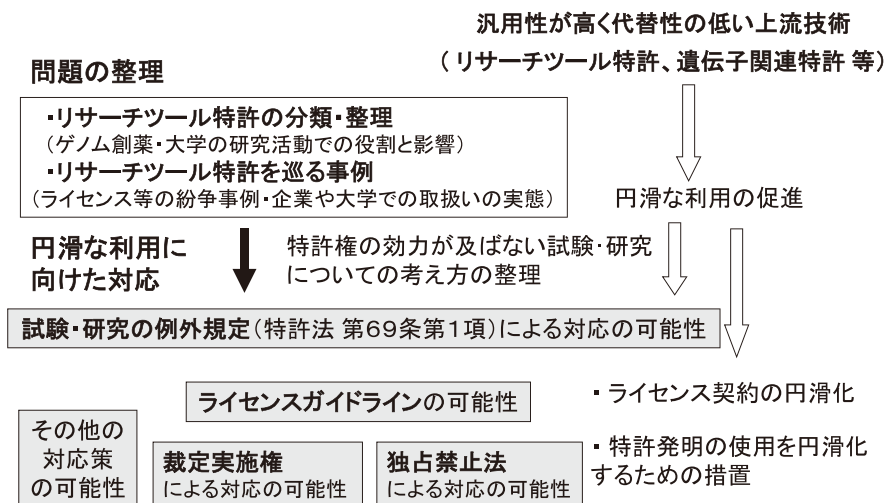 汎用性が高く代替性の低い上流技術
（リサーチツール特許、遺伝子関連特許 等）
問題の整理
・リサーチツール特許の分類・整理
（ゲノム創薬・大学の研究活動での役割と影響）
・リサーチツール特許を巡る事例
（ライセンス等の紛争事例・企業や大学での取扱いの実態）
円滑な利用の促進
円滑な利用に
向けた対応
特許権の効力が及ばない試験・研究
についての考え方の整理
試験・研究の例外規定（特許法 第69条第1項）による対応の可能性
ライセンスガイドラインの可能性
・ライセンス契約の円滑化
その他の
対応策
の可能性
裁定実施権
による対応の可能性
独占禁止法
による対応の可能性
・特許発明の使用を円滑化
するための措置